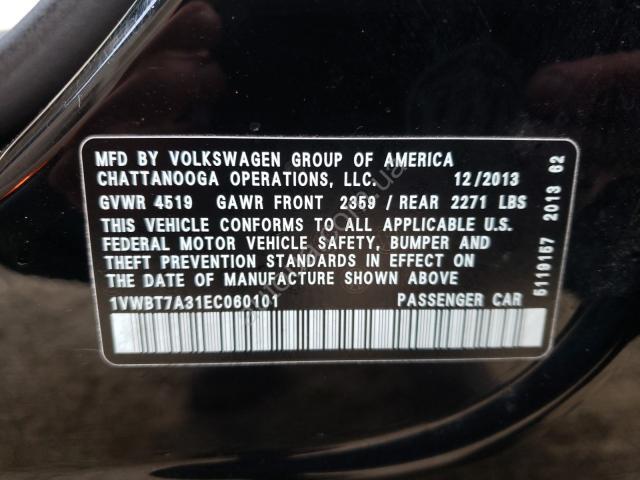 MFD BY VOLKSWAGEN GROUP OF AMERICA
CHATTANOOGA OPERATIONS, LLC. 12/2013
GVWR 4519 GAWR FRONT 2359 / REAR 2271 LBS
THIS VEHICLE CONFORMS TO ALL APPLICABLE U.S.
FEDERAL MOTOR VEHICLE SAFETY, BUMPER AND
THEFT PREVENTION STANDARDS IN EFFECT ON
THE DATE OF MANUFACTURE SHOWN ABOVE
1VWBT7A31EC060101 PASSENGER CAR
5119167 2013 62